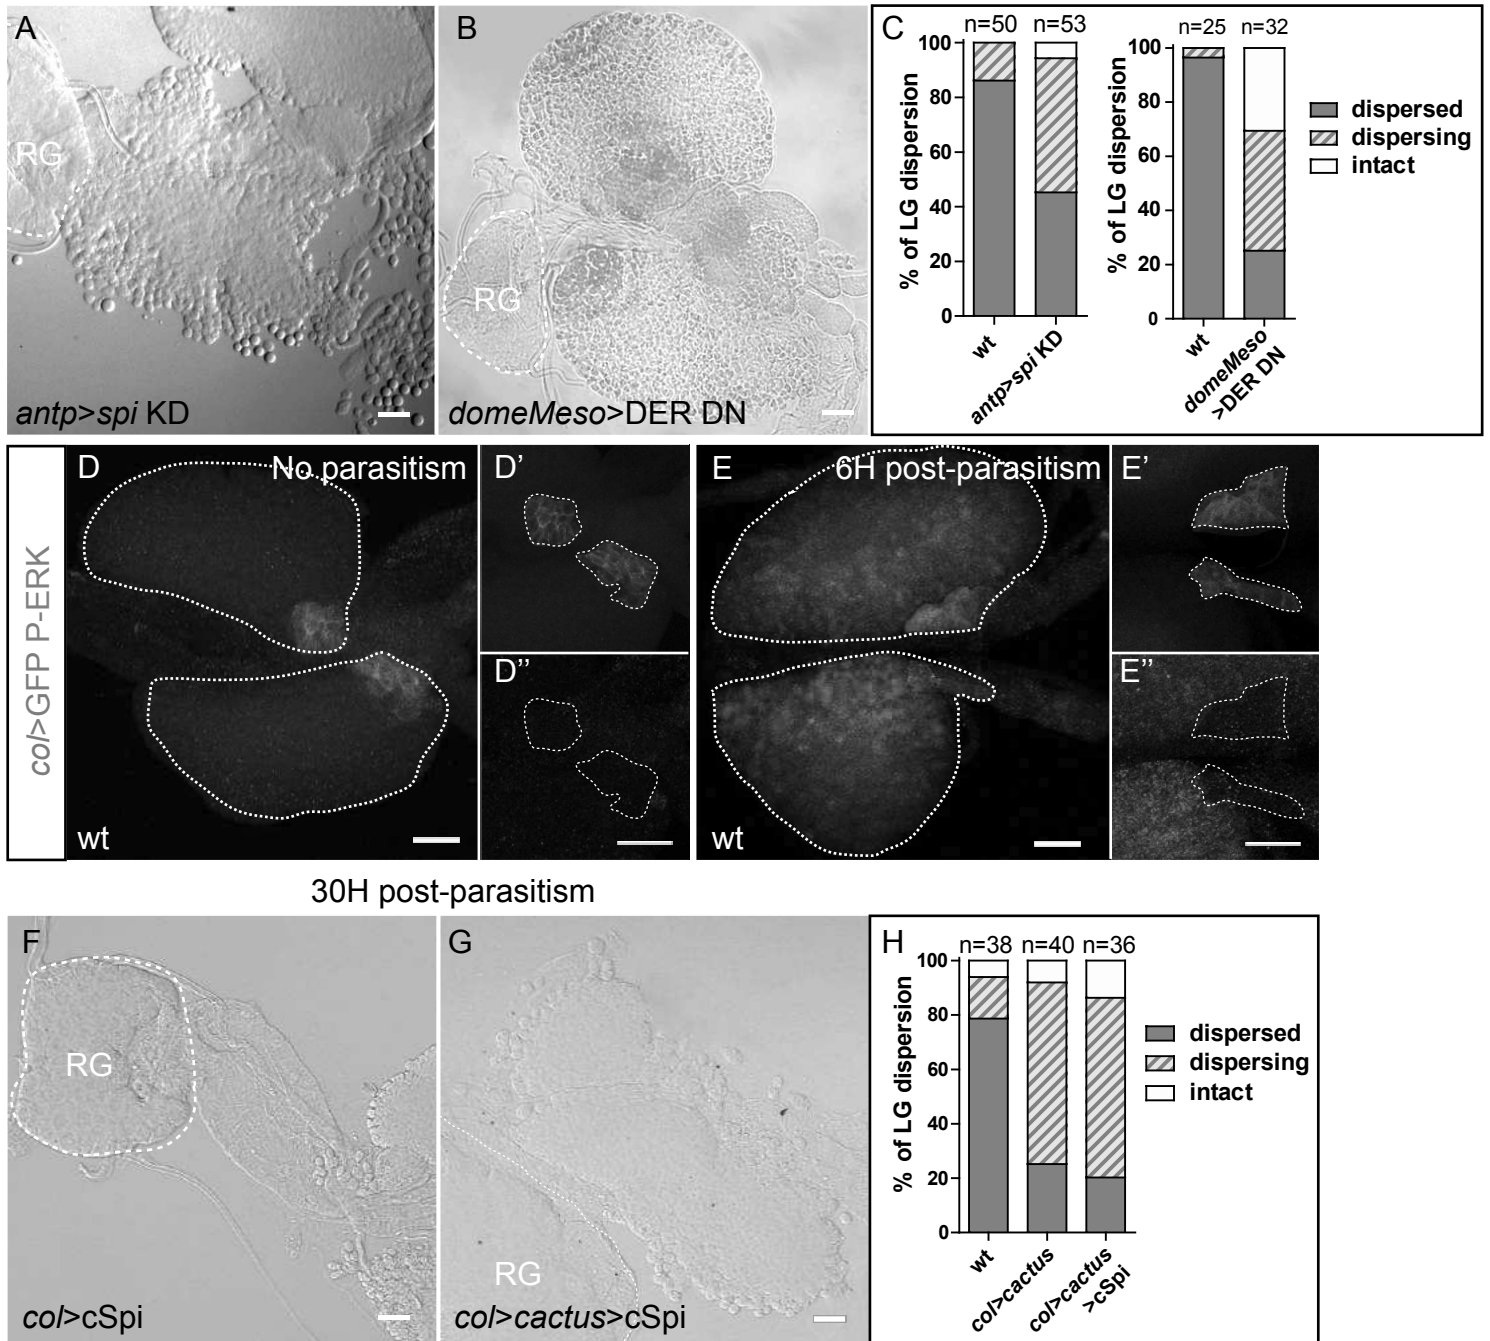 A
RG
antp>spi KD
B
RG
domeMeso>DER DN
C
n=50 n=53
% of LG dispersion
100
80
60
40
20
0
wt
antp>spi KD
n=25 n=32
% of LG dispersion
100
80
60
40
20
0
wt
domeMeso
>DER DN
dispersed
dispersing
intact
col>GFP P-ERK
D
No parasitism
wt
D’
D’’
E
6H post-parasitism
wt
E’
E’’
30H post-parasitism
F
RG
col>cSpi
G
RG
col>cactus>cSpi
H
n=38 n=40 n=36
% of LG dispersion
100
80
60
40
20
0
wt
col>cactus
col>cactus
>cSpi
dispersed
dispersing
intact